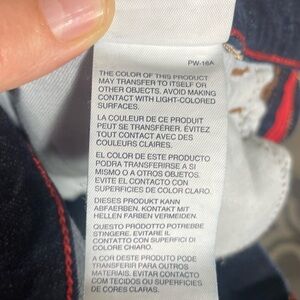 PW-16A
THE COLOR OF THIS PRODUCT
MAY TRANSFER TO ITSELF OR
OTHER OBJECTS. AVOID MAKING
CONTACT WITH LIGHT-COLORED
SURFACES.
LA COULEUR DE CE PRODUIT
PEUT SE TRANSFÉRER. ÉVITEZ
TOUT CONTACT AVEC DES
COULEURS CLAIRES.
EL COLOR DE ESTE PRODUCTO
PODRA TRANSFERIRSE A SI
MISMO O A OTROS OBJETOS.
EVITE EL CONTACTO CON
SUPERFICIES DE COLOR CLARO.
DIESES PRODUKT KANN
ABFAERBEN. KONTAKT MIT
HELLEN FARBEN VERMEIDEN.
QUESTO PRODOTTO POTREBBE
STINGERE. EVITARE IL
CONTATTO CON SUPERFICI DI
COLORE CHIARO.
A COR DESTE PRODUTO PODE
TRANSFERIR PARA OUTROS
MATERIAIS. EVITAR CONTACTO
COM TECIDOS OU SUPERFICIES
DE CORES CLARAS.